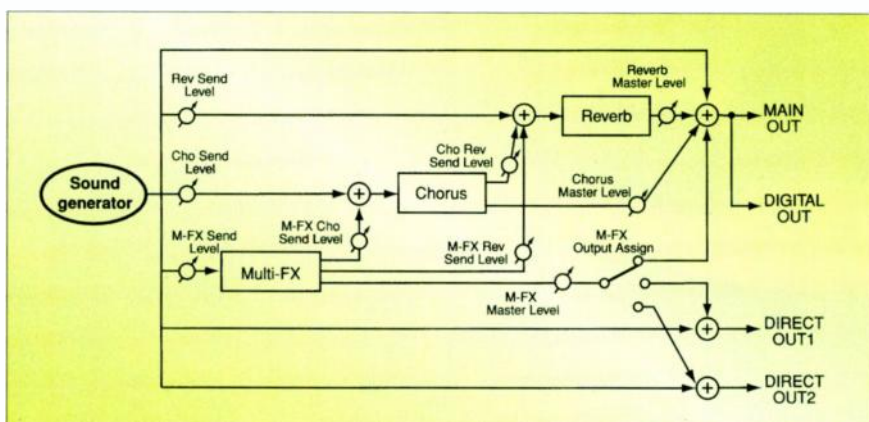 Rev Send
Level
Reverb
Master Level
Reverb
MAIN
OUT
Cho Rev
Send Level
Cho Send
Level
Sound
generator
Chorus
Chorus
Master Level
DIGITAL
OUT
M-FX Send
Level
M-FX Cho
Send Level
M-FX Rev
Send Level
M-FX
Output Assign
Multi-FX
M-FX
Master Level
DIRECT
OUT1
DIRECT
OUT2